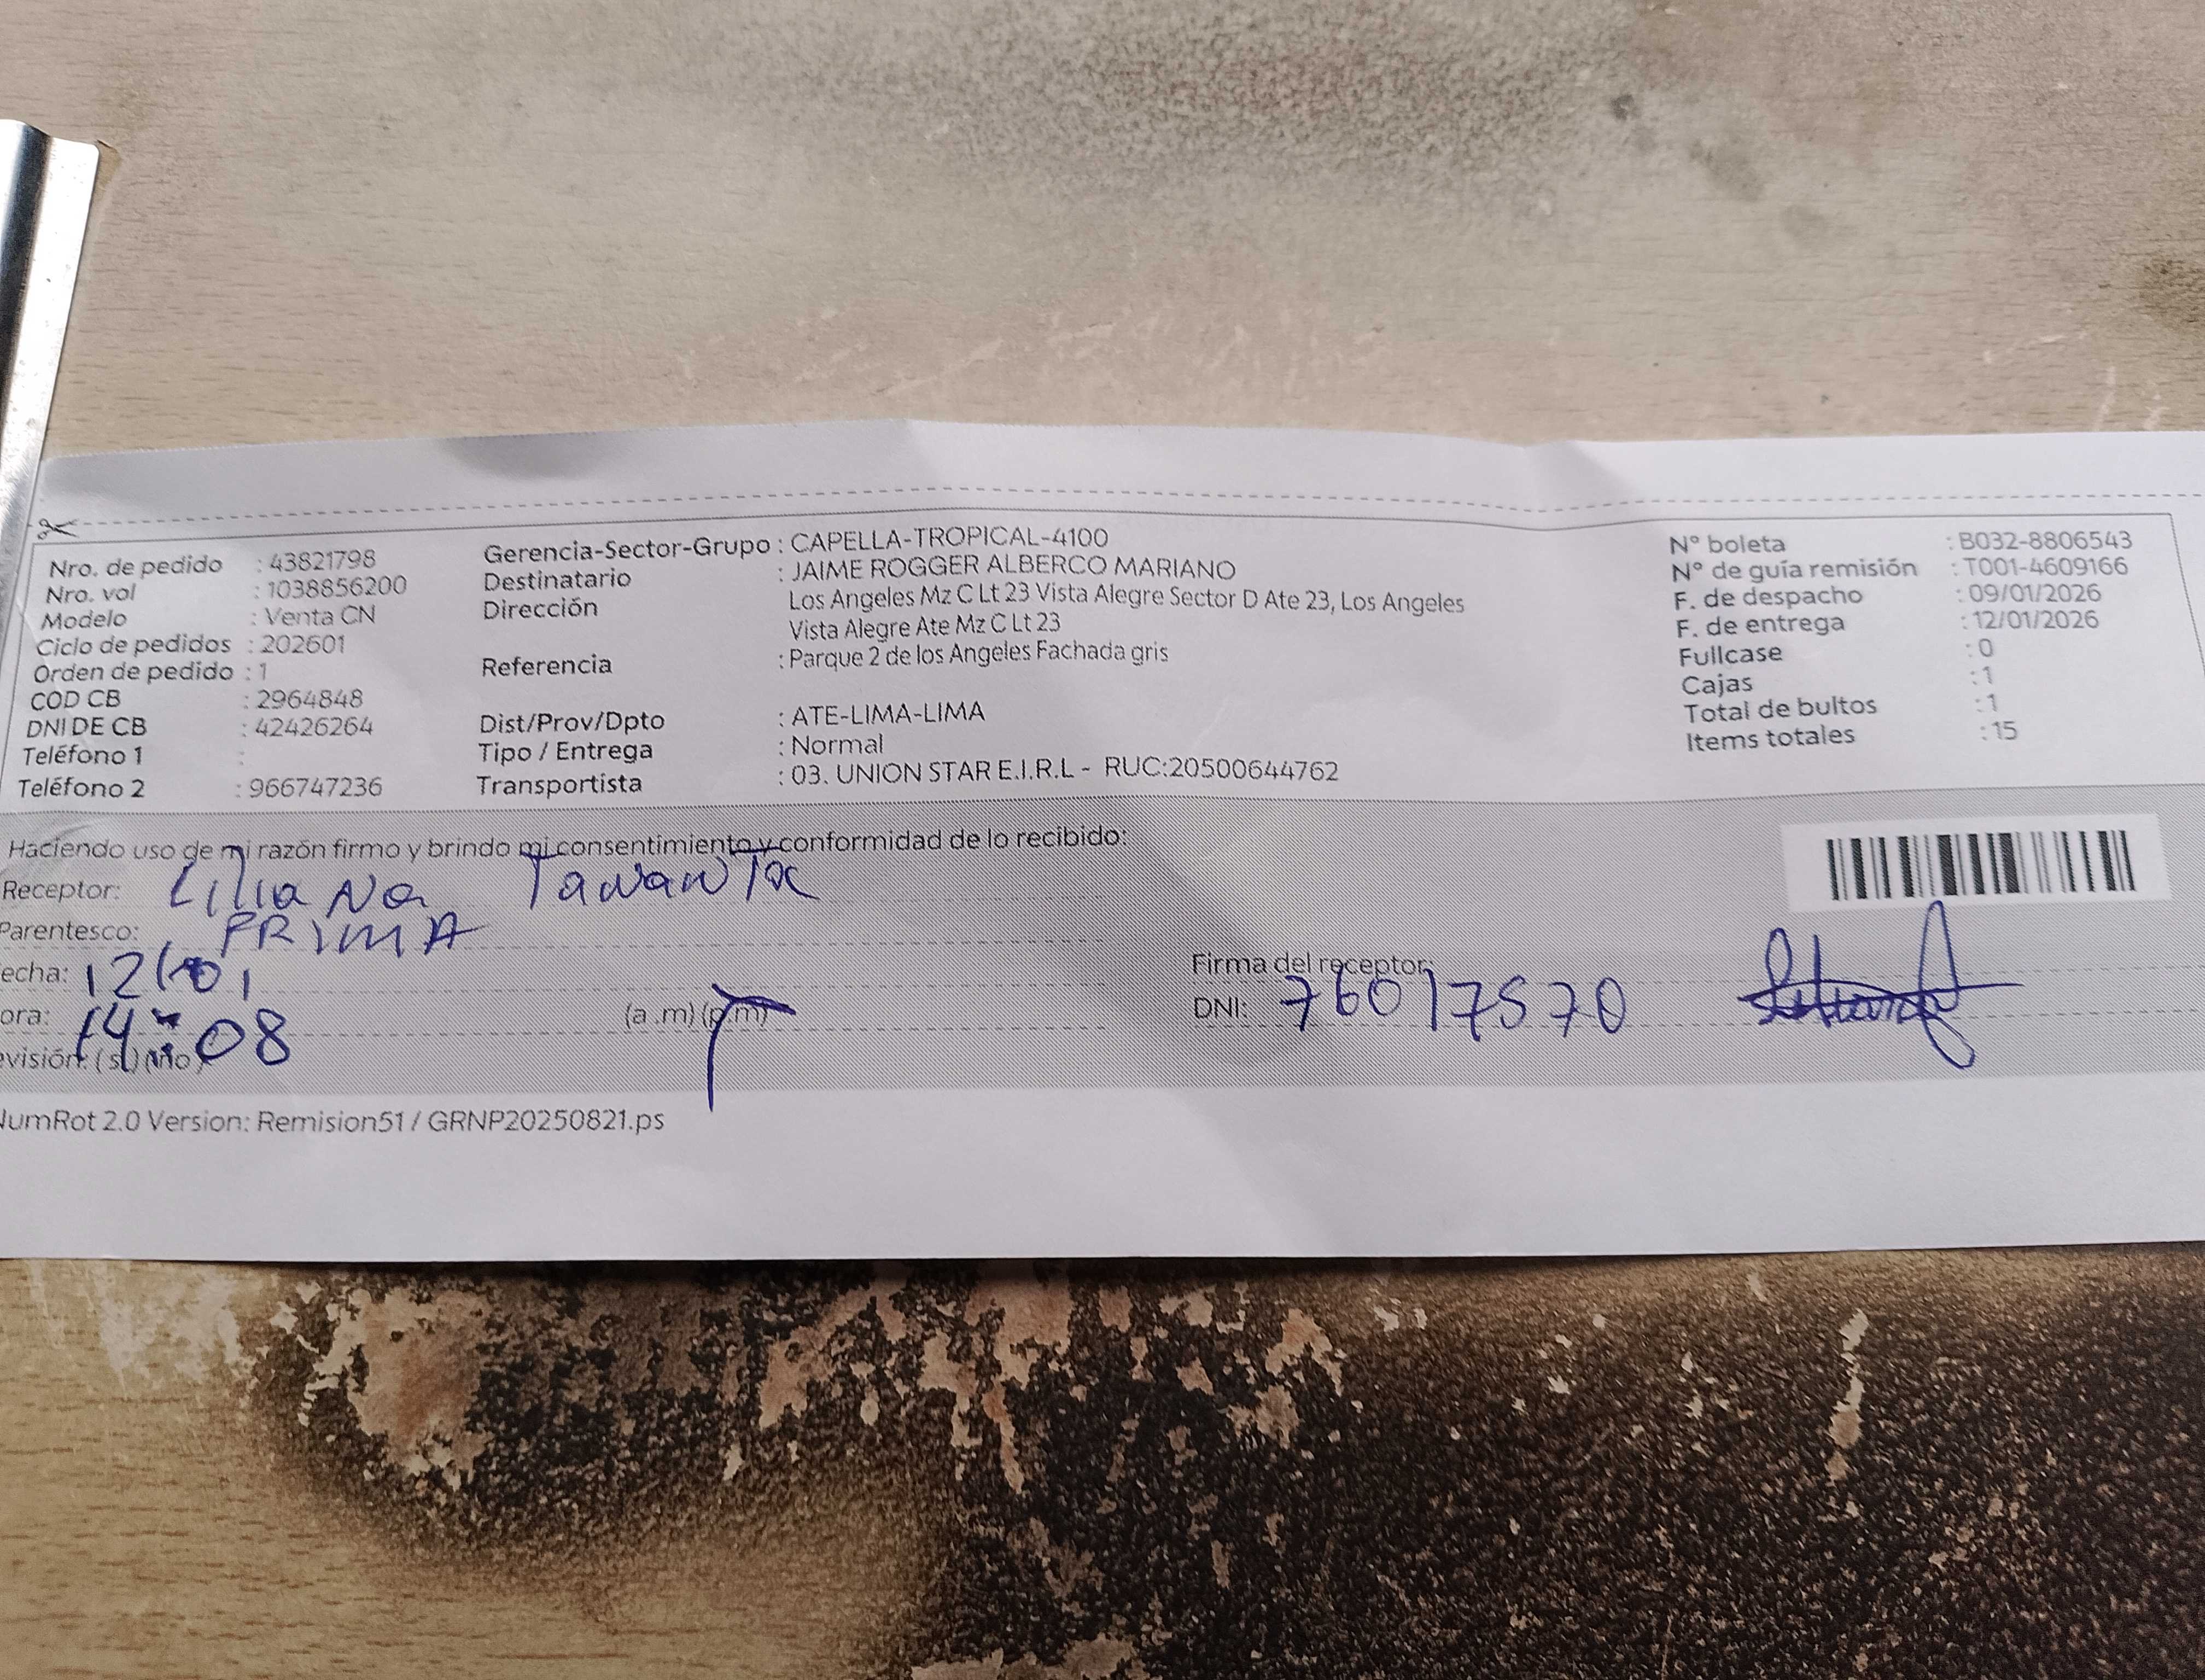 Nro. de pedido : 43821798
Nro. vol : 1038856200
Modelo : Venta CN
Ciclo de pedidos : 202601
Orden de pedido : 1
COD CB : 2964848
DNI DE CB : 42426264
Teléfono 1 :
Teléfono 2 : 966747236
Gerencia-Sector-Grupo : CAPELLA-TROPICAL-4100
Destinatario : JAIME ROGGER ALBERCO MARIANO
Dirección Los Angeles Mz C Lt 23 Vista Alegre Sector D Ate 23, Los Angeles
Vista Alegre Ate Mz C Lt 23
Referencia : Parque 2 de los Angeles Fachada gris
Dist/Prov/Dpto : ATE-LIMA-LIMA
Tipo / Entrega : Normal
Transportista : 03. UNION STAR E.I.R.L - RUC:20500644762
N° boleta : B032-8806543
N° de guía remisión : T001-4609166
F. de despacho : 09/01/2026
F. de entrega : 12/01/2026
Fullcase : 0
Cajas : 1
Total de bultos : 1
Items totales : 15
Haciendo uso de mi razón firmo y brindo mi consentimiento y conformidad de lo recibido:
Receptor: LiliaNa
Parentesco: PRIMA
echa: 12/01
ora: 14:08 (a.m) (p.m)
evisión: (si) (no)
Firma del receptor:
DNI: 76017570
NumRot 2.0 Version: Remision51 / GRNP20250821.ps